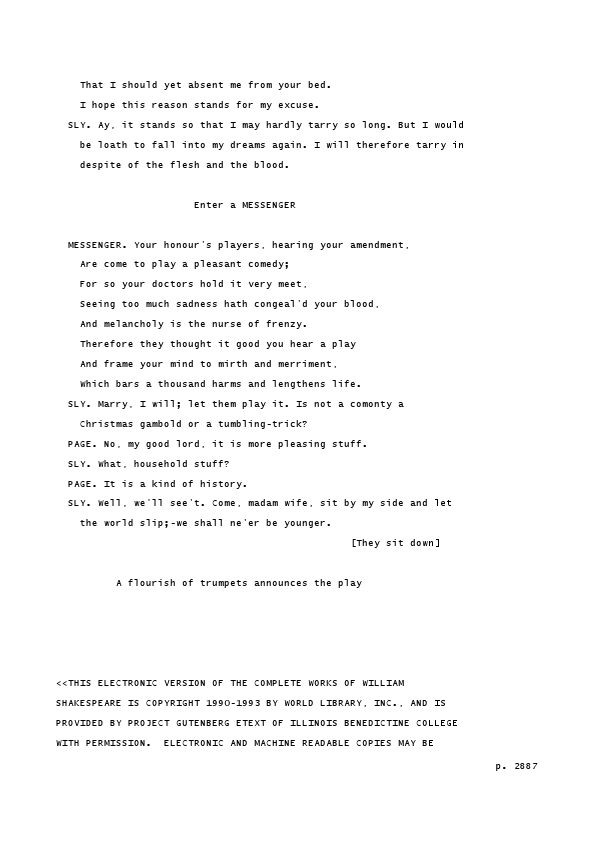 That I should yet absent me from your bed.
I hope this reason stands for my excuse.
SLY. Ay, it stands so that I may hardly tarry so long. But I would
be loath to fall into my dreams again. I will therefore tarry in
despite of the flesh and the blood.
Enter a MESSENGER
MESSENGER. Your honour's players, hearing your amendment,
Are come to play a pleasant comedy;
For so your doctors hold it very meet,
Seeing too much sadness hath congeal'd your blood,
And melancholy is the nurse of frenzy.
Therefore they thought it good you hear a play
And frame your mind to mirth and merriment,
Which bars a thousand harms and lengthens life.
SLY. Marry, I will; let them play it. Is not a comonty a
Christmas gambold or a tumbling-trick?
PAGE. No, my good lord, it is more pleasing stuff.
SLY. What, household stuff?
PAGE. It is a kind of history.
SLY. Well, we'll see't. Come, madam wife, sit by my side and let
the world slip;-we shall ne'er be younger.
[They sit down]
A flourish of trumpets announces the play
<<THIS ELECTRONIC VERSION OF THE COMPLETE WORKS OF WILLIAM
SHAKESPEARE IS COPYRIGHT 1990-1993 BY WORLD LIBRARY, INC., AND IS
PROVIDED BY PROJECT GUTENBERG ETEXT OF ILLINOIS BENEDICTINE COLLEGE
WITH PERMISSION.  ELECTRONIC AND MACHINE READABLE COPIES MAY BE
p. 2887